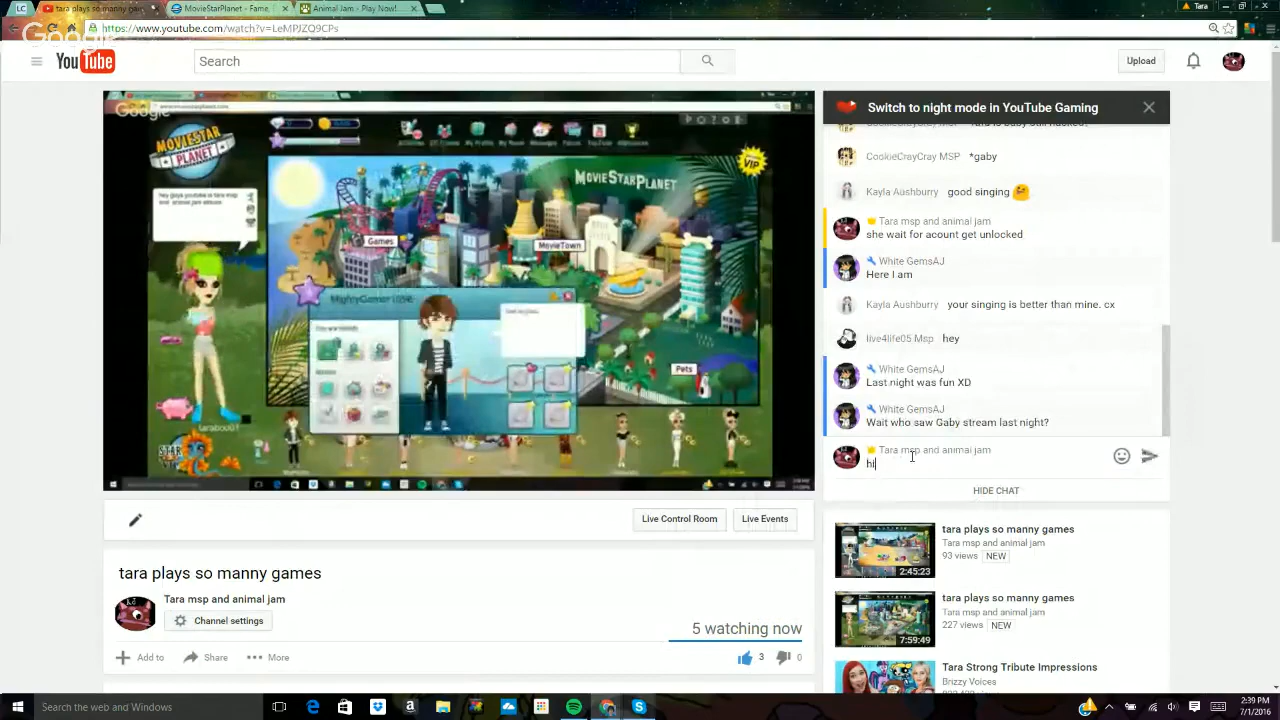 LC
tara plays so manny gam
MovieStarPlanet - Fame,
Animal Jam - Play Now!
Tara
https://www.youtube.com/watch?v=LeMPJZQ9CPs
Google
YouTube
Search
Upload
Google
MOVIESTAR
PLANET
MOVIESTARPLANET
VIP
Games
MovieTown
Pets
tarabou01
STAR
Switch to night mode in YouTube Gaming
CookieCrayCray MSP *gaby
Kayla Aushburry good singing
Tara msp and animal jam
she wait for acount get unlocked
White GemsAJ
Here I am
Kayla Aushburry your singing is better than mine. cx
live4life05 Msp hey
White GemsAJ
Last night was fun XD
White GemsAJ
Wait who saw Gaby stream last night?
Tara msp and animal jam
hi
HIDE CHAT
Live Control Room
Live Events
tara plays so manny games
Tara msp and animal jam
Channel settings
5 watching now
Add to
Share
More
3
0
tara plays so manny games
Tara msp and animal jam
93 views NEW
2:45:23
tara plays so manny games
Tara msp and animal jam
227 views NEW
7:59:49
Tara Strong Tribute Impressions
Brizzy Voices
Search the web and Windows
2:39 PM
7/1/2016